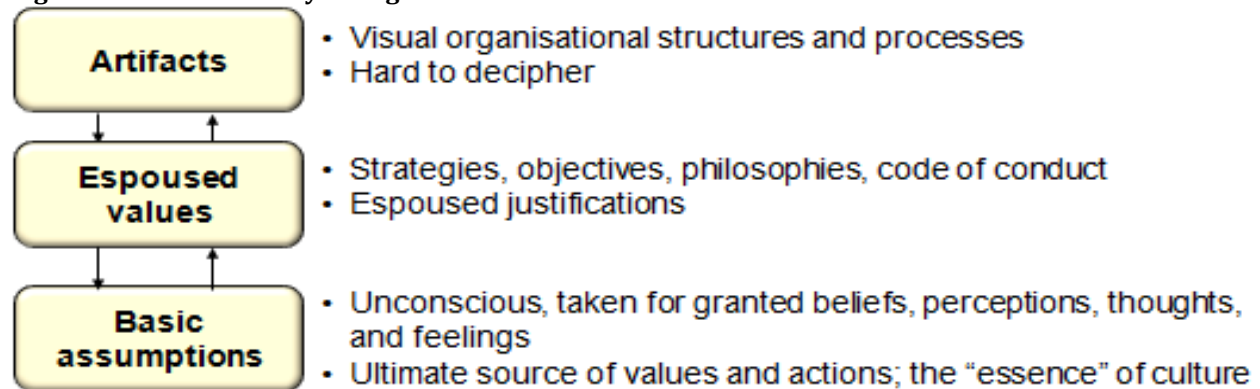 Artifacts
• Visual organisational structures and processes
• Hard to decipher
Espoused
values
• Strategies, objectives, philosophies, code of conduct
• Espoused justifications
Basic
assumptions
• Unconscious, taken for granted beliefs, perceptions, thoughts,
and feelings
• Ultimate source of values and actions; the “essence” of culture